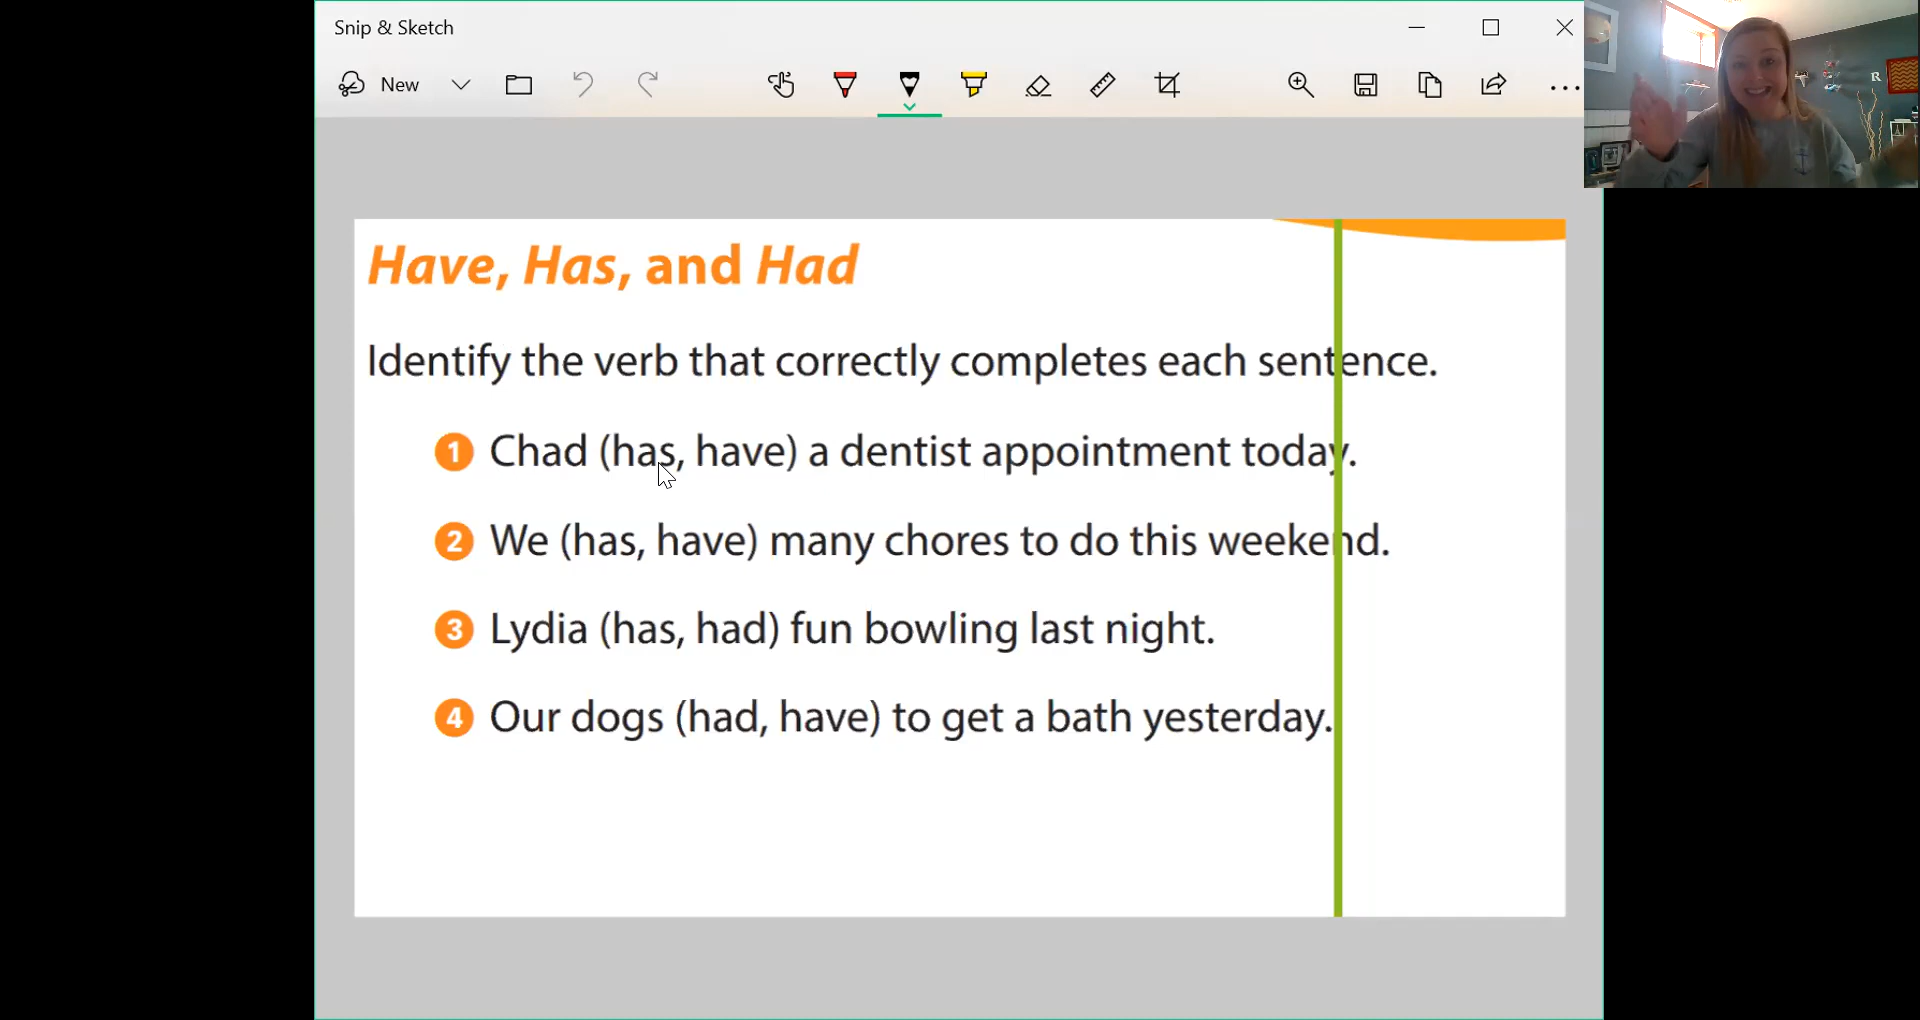 Snip & Sketch
New
Have, Has, and Had
Identify the verb that correctly completes each sentence.
1 Chad (has, have) a dentist appointment today.
2 We (has, have) many chores to do this weekend.
3 Lydia (has, had) fun bowling last night.
4 Our dogs (had, have) to get a bath yesterday.
R